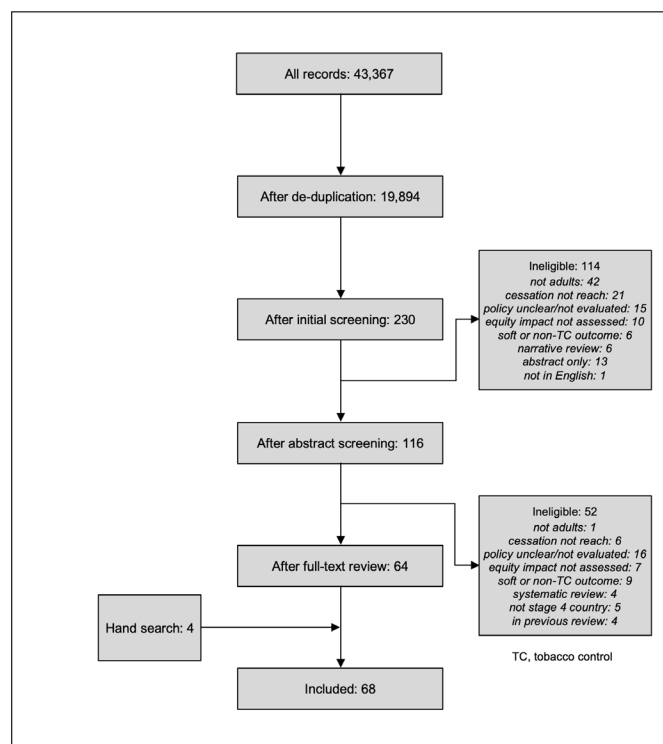 All records: 43,367
After de-duplication: 19,894
Ineligible: 114
not adults: 42
cessation not reach: 21
policy unclear/not evaluated: 15
equity impact not assessed: 10
soft or non-TC outcome: 6
narrative review: 6
abstract only: 13
not in English: 1
After initial screening: 230
After abstract screening: 116
Ineligible: 52
not adults: 1
cessation not reach: 6
policy unclear/not evaluated: 16
equity impact not assessed: 7
soft or non-TC outcome: 9
systematic review: 4
not stage 4 country: 5
in previous review: 4
After full-text review: 64
Hand search: 4
TC, tobacco control
Included: 68